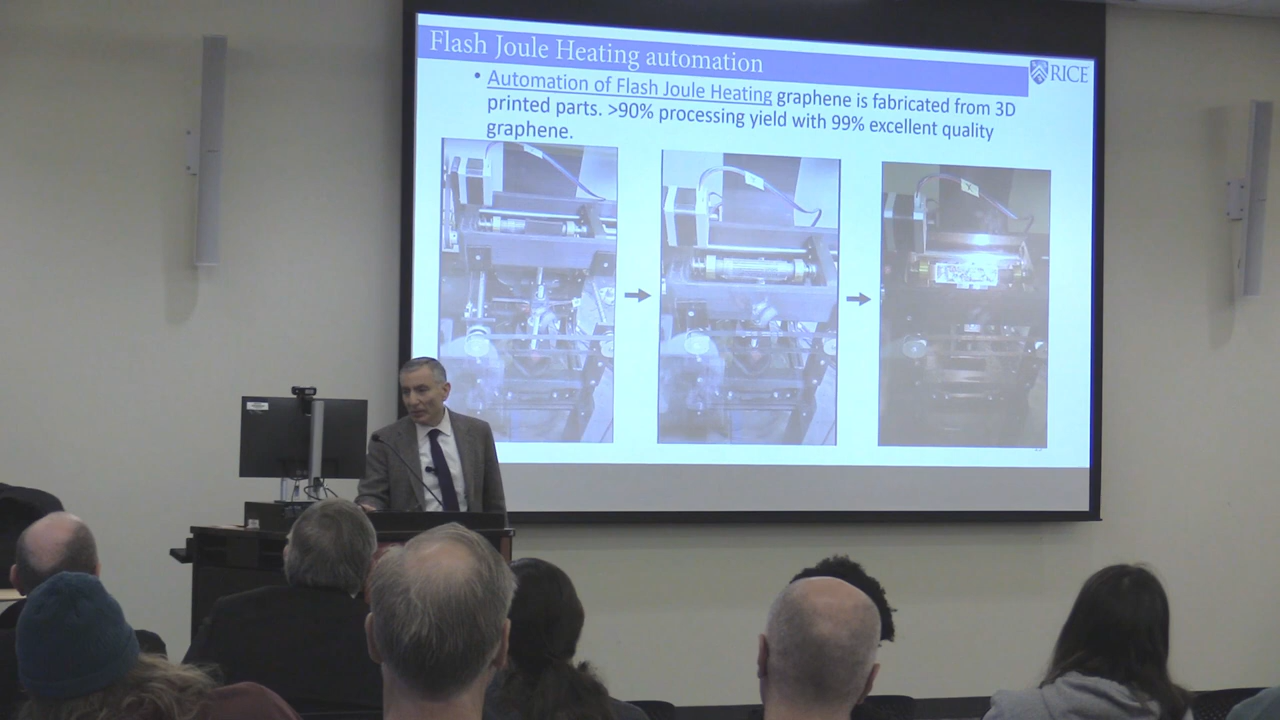 Flash Joule Heating automation
RICE
• Automation of Flash Joule Heating graphene is fabricated from 3D
printed parts. >90% processing yield with 99% excellent quality
graphene.